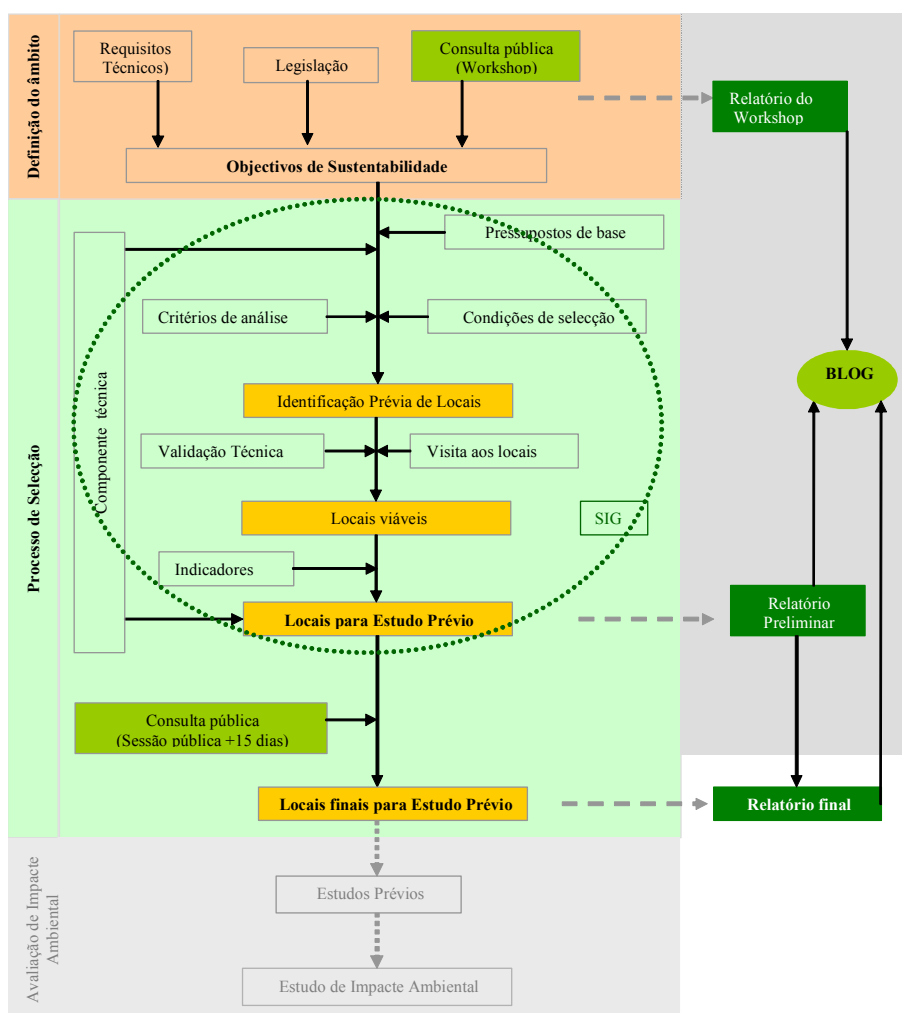 Definição do âmbito
Requisitos
Técnicos)
Legislação
Consulta pública
(Workshop)
Relatório do
Workshop
Objectivos de Sustentabilidade
Processo de Selecção
Componente técnica
Pressupostos de base
Critérios de análise
Condições de selecção
BLOG
Identificação Prévia de Locais
Validação Técnica
Visita aos locais
Locais viáveis
SIG
Indicadores
Locais para Estudo Prévio
Relatório
Preliminar
Consulta pública
(Sessão pública +15 dias)
Locais finais para Estudo Prévio
Relatório final
Avaliação de Impacte
Ambiental
Estudos Prévios
Estudo de Impacte Ambiental